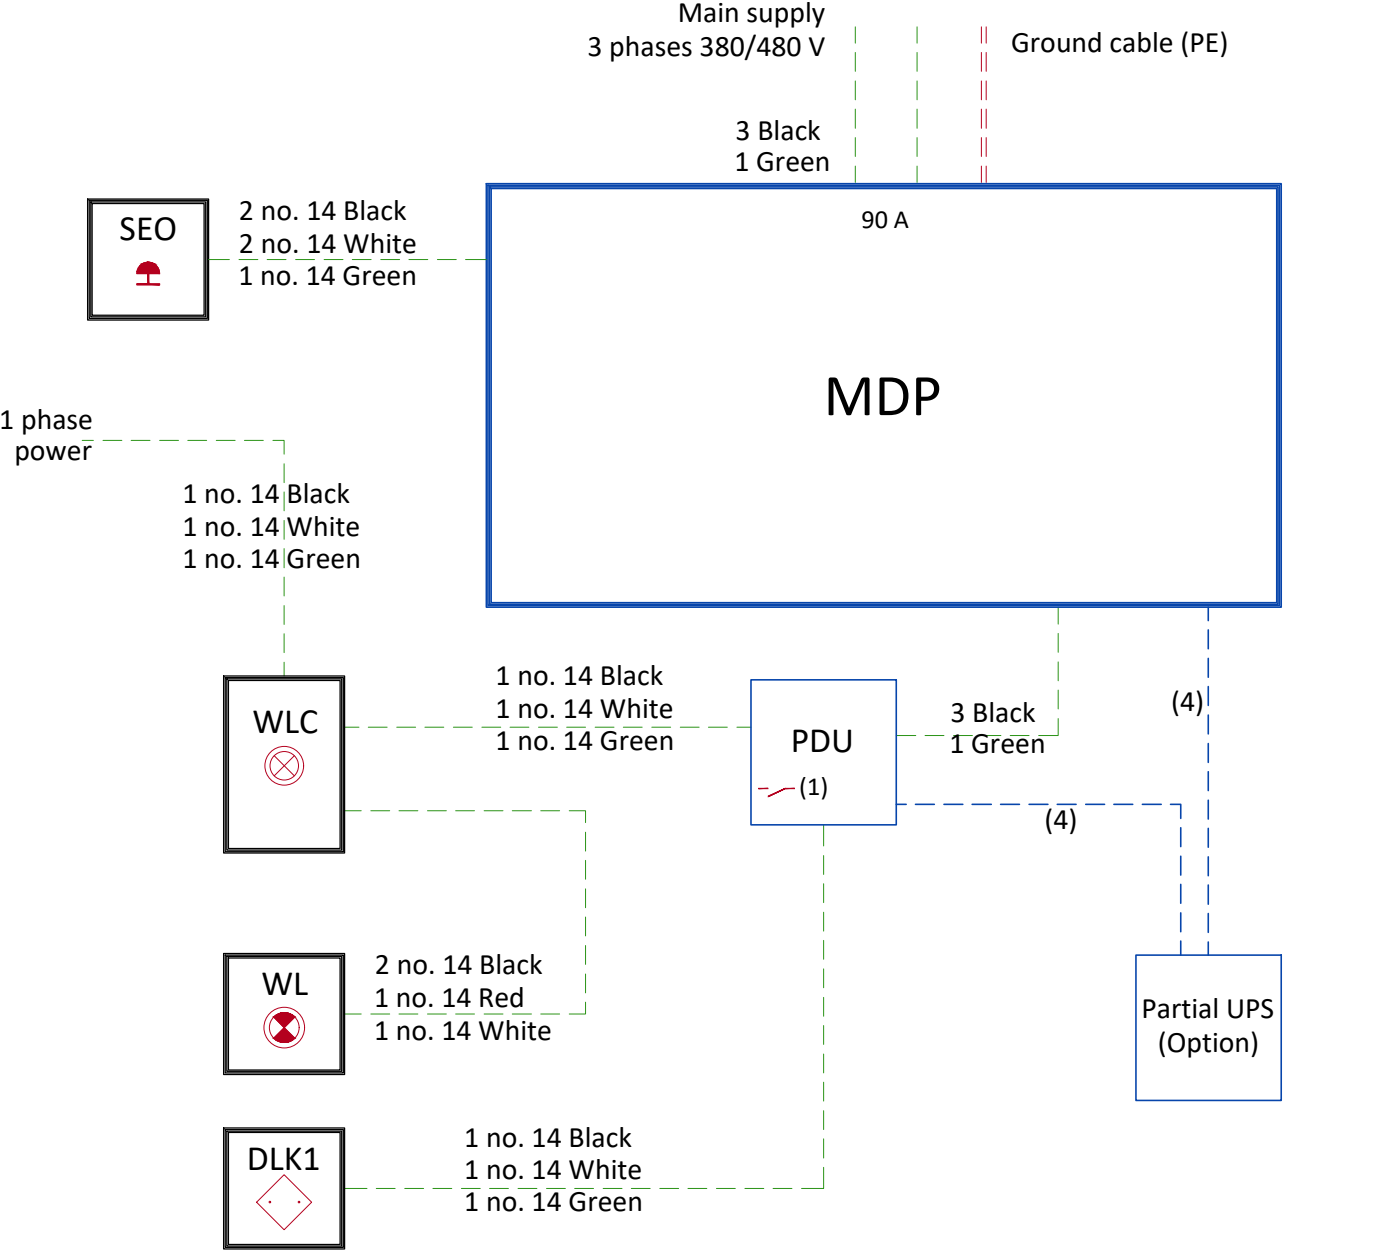 Main supply
3 phases 380/480 V
Ground cable (PE)
3 Black
1 Green
90 A
SEO
2 no. 14 Black
2 no. 14 White
1 no. 14 Green
MDP
1 phase
power
1 no. 14 Black
1 no. 14 White
1 no. 14 Green
WLC
1 no. 14 Black
1 no. 14 White
1 no. 14 Green
PDU
(1)
3 Black
1 Green
(4)
(4)
WL
2 no. 14 Black
1 no. 14 Red
1 no. 14 White
Partial UPS
(Option)
DLK1
1 no. 14 Black
1 no. 14 White
1 no. 14 Green